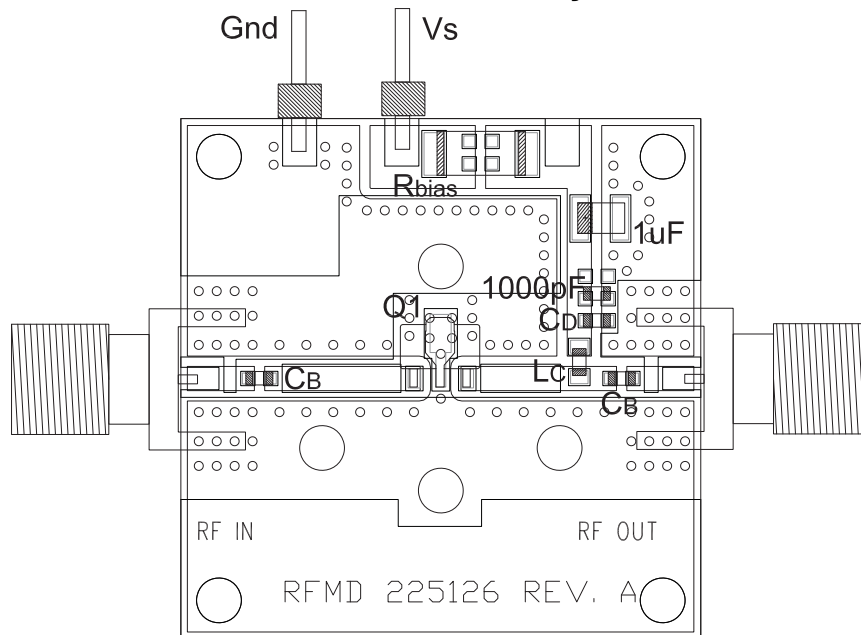 Gnd
Vs
Rbias
1uF
1000pF
Q1
CD
LC
CB
CB
RF IN
RF OUT
RFMD 225126 REV. A